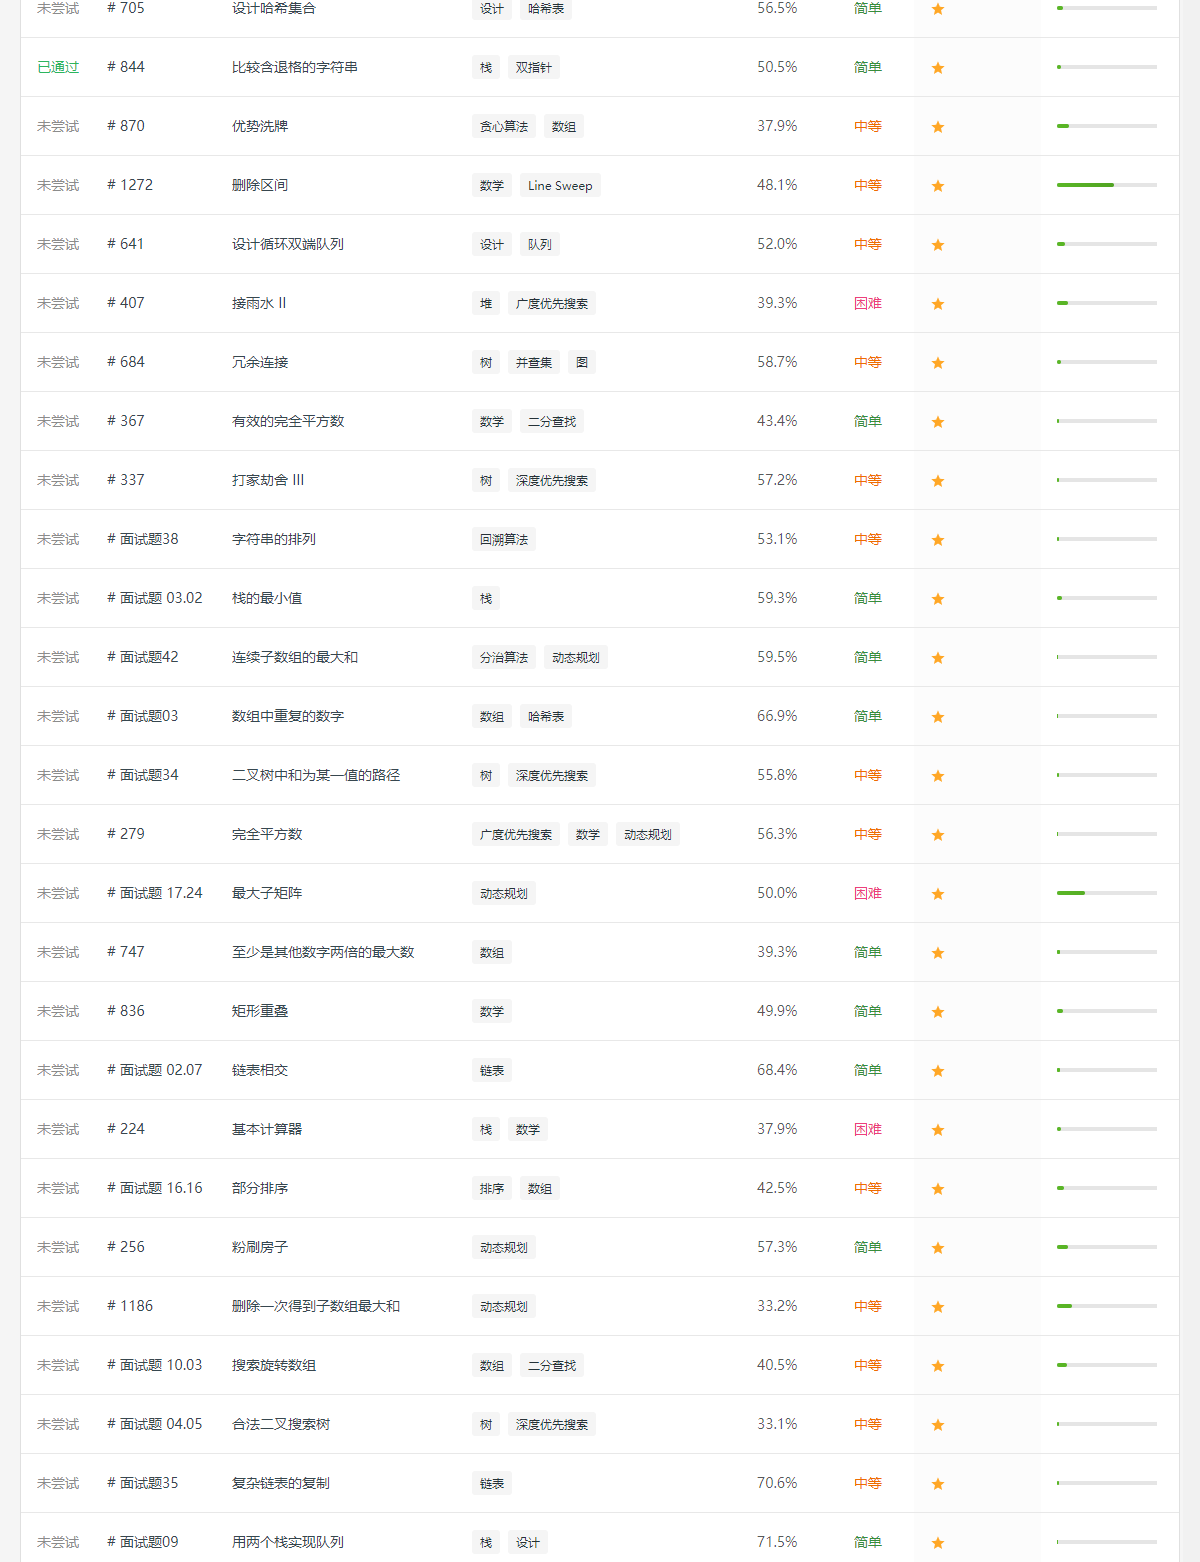 未尝试 # 705 设计哈希集合 设计 哈希表 56.5% 简单
已通过 # 844 比较含退格的字符串 栈 双指针 50.5% 简单
未尝试 # 870 优势洗牌 贪心算法 数组 37.9% 中等
未尝试 # 1272 删除区间 数学 Line Sweep 48.1% 中等
未尝试 # 641 设计循环双端队列 设计 队列 52.0% 中等
未尝试 # 407 接雨水 II 堆 广度优先搜索 39.3% 困难
未尝试 # 684 冗余连接 树 并查集 图 58.7% 中等
未尝试 # 367 有效的完全平方数 数学 二分查找 43.4% 简单
未尝试 # 337 打家劫舍 III 树 深度优先搜索 57.2% 中等
未尝试 # 面试题38 字符串的排列 回溯算法 53.1% 中等
未尝试 # 面试题 03.02 栈的最小值 栈 59.3% 简单
未尝试 # 面试题42 连续子数组的最大和 分治算法 动态规划 59.5% 简单
未尝试 # 面试题03 数组中重复的数字 数组 哈希表 66.9% 简单
未尝试 # 面试题34 二叉树中和为某一值的路径 树 深度优先搜索 55.8% 中等
未尝试 # 279 完全平方数 广度优先搜索 数学 动态规划 56.3% 中等
未尝试 # 面试题 17.24 最大子矩阵 动态规划 50.0% 困难
未尝试 # 747 至少是其他数字两倍的最大数 数组 39.3% 简单
未尝试 # 836 矩形重叠 数学 49.9% 简单
未尝试 # 面试题 02.07 链表相交 链表 68.4% 简单
未尝试 # 224 基本计算器 栈 数学 37.9% 困难
未尝试 # 面试题 16.16 部分排序 排序 数组 42.5% 中等
未尝试 # 256 粉刷房子 动态规划 57.3% 简单
未尝试 # 1186 删除一次得到子数组最大和 动态规划 33.2% 中等
未尝试 # 面试题 10.03 搜索旋转数组 数组 二分查找 40.5% 中等
未尝试 # 面试题 04.05 合法二叉搜索树 树 深度优先搜索 33.1% 中等
未尝试 # 面试题35 复杂链表的复制 链表 70.6% 中等
未尝试 # 面试题09 用两个栈实现队列 栈 设计 71.5% 简单